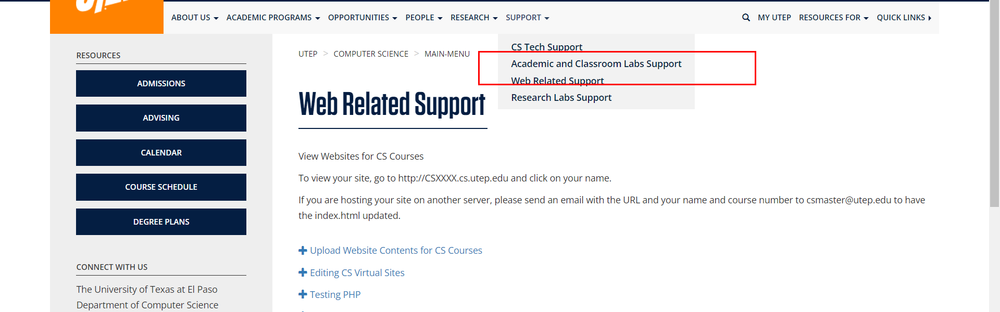 ABOUT US ACADEMIC PROGRAMS OPPORTUNITIES PEOPLE RESEARCH SUPPORT MY UTEP RESOURCES FOR QUICK LINKS
CS Tech Support
Academic and Classroom Labs Support
Web Related Support
Research Labs Support
RESOURCES
ADMISSIONS
ADVISING
CALENDAR
COURSE SCHEDULE
DEGREE PLANS
CONNECT WITH US
The University of Texas at El Paso
Department of Computer Science
UTEP > COMPUTER SCIENCE > MAIN-MENU
Web Related Support
View Websites for CS Courses
To view your site, go to http://CSXXXX.cs.utep.edu and click on your name.
If you are hosting your site on another server, please send an email with the URL and your name and course number to csmaster@utep.edu to have
the index.html updated.
Upload Website Contents for CS Courses
Editing CS Virtual Sites
Testing PHP